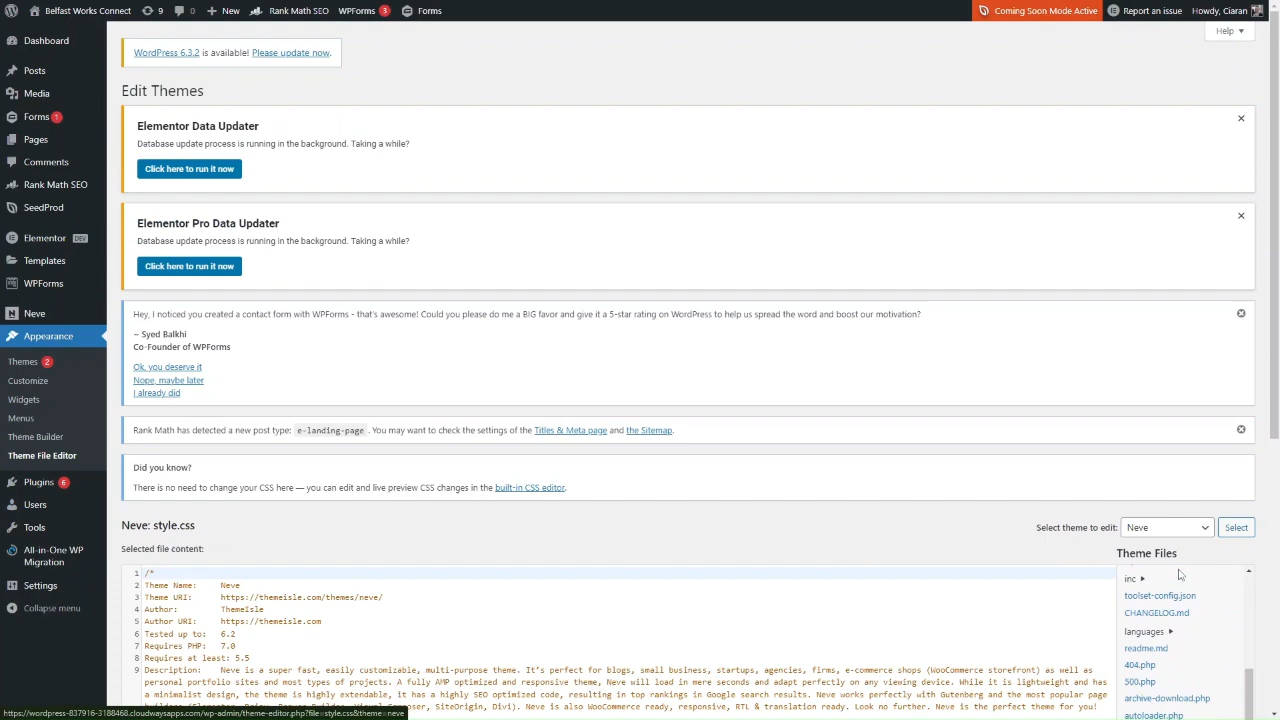 Belfast Works Connect 9 0 New Rank Math SEO WPForms 3 Forms Coming Soon Mode Active Report an issue Howdy, Ciaran
Help
Dashboard
Posts
Media
Forms 1
Pages
Comments
Rank Math SEO
SeedProd
Elementor DEV
Templates
WPForms
Neve
Appearance
Themes 2
Customize
Widgets
Menus
Theme Builder
Theme File Editor
Plugins 6
Users
Tools
All-in-One WP
Migration
Settings
Collapse menu
WordPress 6.3.2 is available! Please update now.
Edit Themes
Elementor Data Updater
Database update process is running in the background. Taking a while?
Click here to run it now
Elementor Pro Data Updater
Database update process is running in the background. Taking a while?
Click here to run it now
Hey, I noticed you created a contact form with WPForms - that's awesome! Could you please do me a BIG favor and give it a 5-star rating on WordPress to help us spread the word and boost our motivation?
~ Syed Balkhi
Co-Founder of WPForms
Ok, you deserve it
Nope, maybe later
I already did
Rank Math has detected a new post type: e-landing-page. You may want to check the settings of the Titles & Meta page and the Sitemap.
Did you know?
There is no need to change your CSS here — you can edit and live preview CSS changes in the built-in CSS editor.
Neve: style.css
Select theme to edit: Neve Select
Selected file content:
1 /*
2 Theme Name: Neve
3 Theme URI: https://themeisle.com/themes/neve/
4 Author: ThemeIsle
5 Author URI: https://themeisle.com
6 Tested up to: 6.2
7 Requires PHP: 7.0
8 Requires at least: 5.5
9 Description: Neve is a super fast, easily customizable, multi-purpose theme. It's perfect for blogs, small business, startups, agencies, firms, e-commerce shops (WooCommerce storefront) as well as
personal portfolio sites and most types of projects. A fully AMP optimized and responsive theme, Neve will load in mere seconds and adapt perfectly on any viewing device. While it is lightweight and has
a minimalist design, the theme is highly extendable, it has a highly SEO optimized code, resulting in top rankings in Google search results. Neve works perfectly with Gutenberg and the most popular page
Composer, SiteOrigin, Divi). Neve is also WooCommerce ready, responsive, RTL & translation ready. Look no further. Neve is the perfect theme for you!
Theme Files
inc
toolset-config.json
CHANGELOG.md
languages
readme.md
404.php
500.php
archive-download.php
autoloader.php
https://wordpress-837916-3188468.cloudwaysapps.com/wp-admin/theme-editor.php?file=style.css&theme=neve